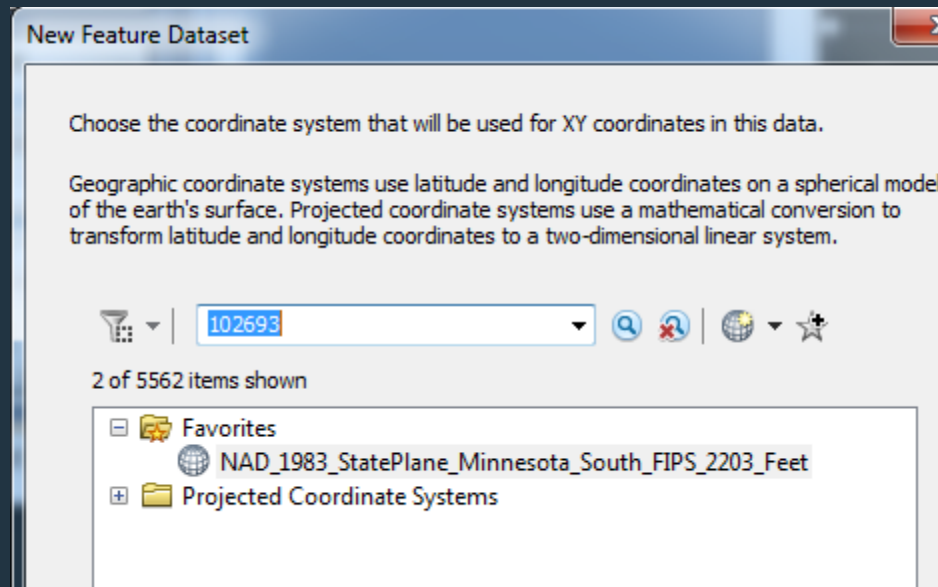 New Feature Dataset
Choose the coordinate system that will be used for XY coordinates in this data.
Geographic coordinate systems use latitude and longitude coordinates on a spherical model
of the earth's surface. Projected coordinate systems use a mathematical conversion to
transform latitude and longitude coordinates to a two-dimensional linear system.
102693
2 of 5562 items shown
Favorites
NAD_1983_StatePlane_Minnesota_South_FIPS_2203_Feet
Projected Coordinate Systems